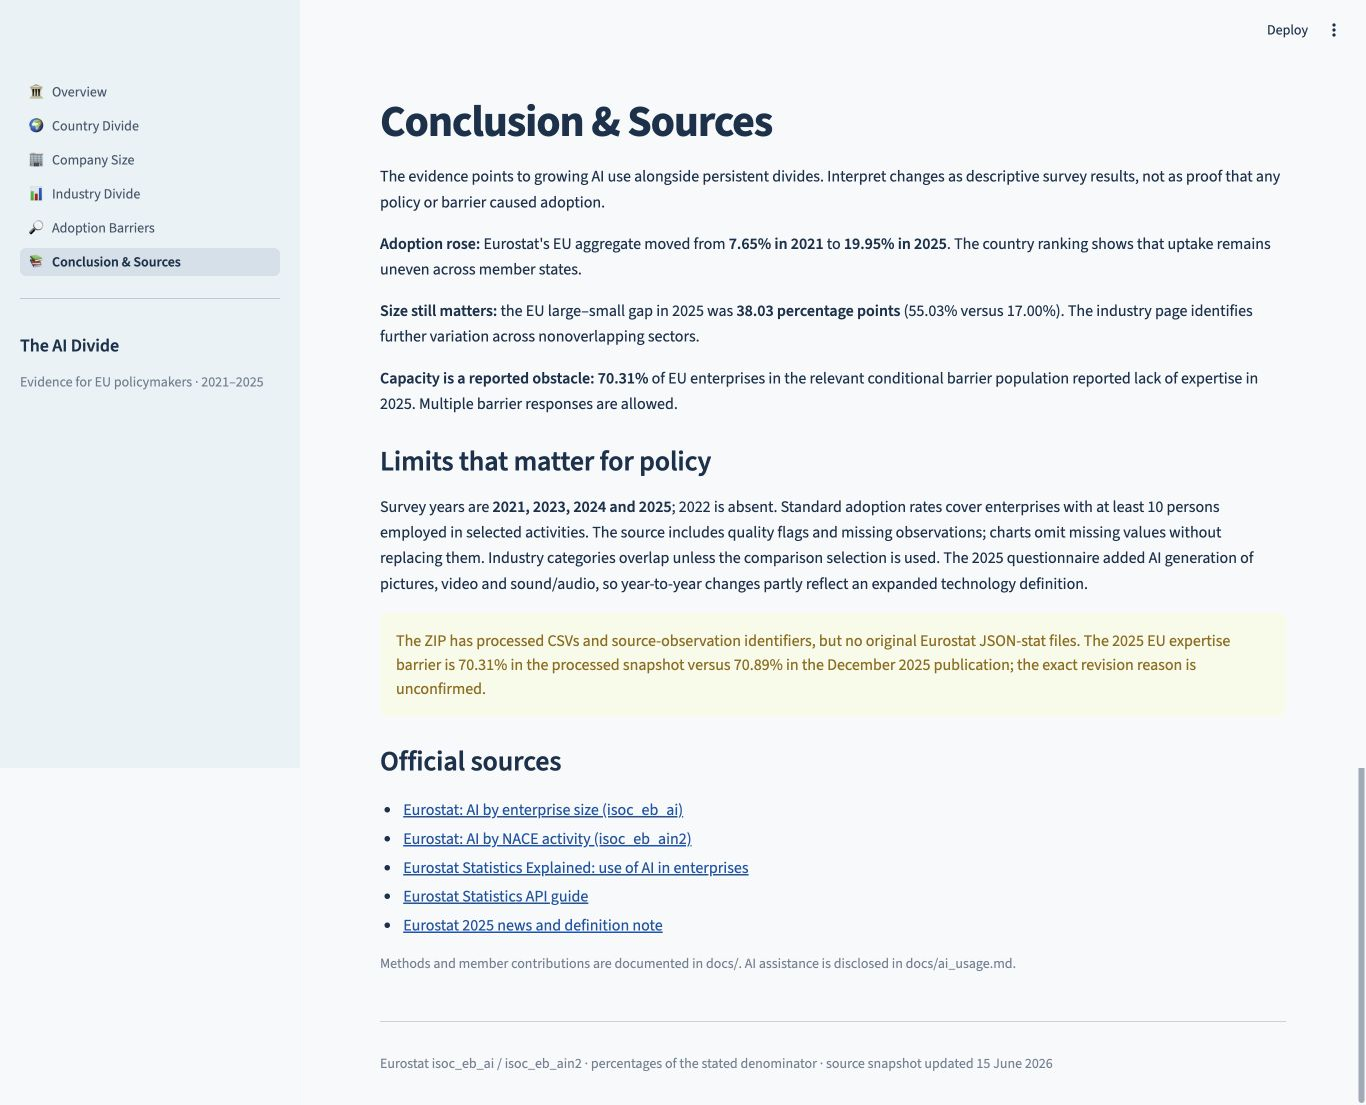 Deploy
Overview
Country Divide
Company Size
Industry Divide
Adoption Barriers
Conclusion & Sources
The AI Divide
Evidence for EU policymakers · 2021–2025
Conclusion & Sources
The evidence points to growing AI use alongside persistent divides. Interpret changes as descriptive survey results, not as proof that any
policy or barrier caused adoption.
Adoption rose: Eurostat's EU aggregate moved from 7.65% in 2021 to 19.95% in 2025. The country ranking shows that uptake remains
uneven across member states.
Size still matters: the EU large–small gap in 2025 was 38.03 percentage points (55.03% versus 17.00%). The industry page identifies
further variation across nonoverlapping sectors.
Capacity is a reported obstacle: 70.31% of EU enterprises in the relevant conditional barrier population reported lack of expertise in
2025. Multiple barrier responses are allowed.
Limits that matter for policy
Survey years are 2021, 2023, 2024 and 2025; 2022 is absent. Standard adoption rates cover enterprises with at least 10 persons
employed in selected activities. The source includes quality flags and missing observations; charts omit missing values without
replacing them. Industry categories overlap unless the comparison selection is used. The 2025 questionnaire added AI generation of
pictures, video and sound/audio, so year-to-year changes partly reflect an expanded technology definition.
The ZIP has processed CSVs and source-observation identifiers, but no original Eurostat JSON-stat files. The 2025 EU expertise
barrier is 70.31% in the processed snapshot versus 70.89% in the December 2025 publication; the exact revision reason is
unconfirmed.
Official sources
Eurostat: AI by enterprise size (isoc_eb_ai)
Eurostat: AI by NACE activity (isoc_eb_ain2)
Eurostat Statistics Explained: use of AI in enterprises
Eurostat Statistics API guide
Eurostat 2025 news and definition note
Methods and member contributions are documented in docs/. AI assistance is disclosed in docs/ai_usage.md.
Eurostat isoc_eb_ai / isoc_eb_ain2 · percentages of the stated denominator · source snapshot updated 15 June 2026